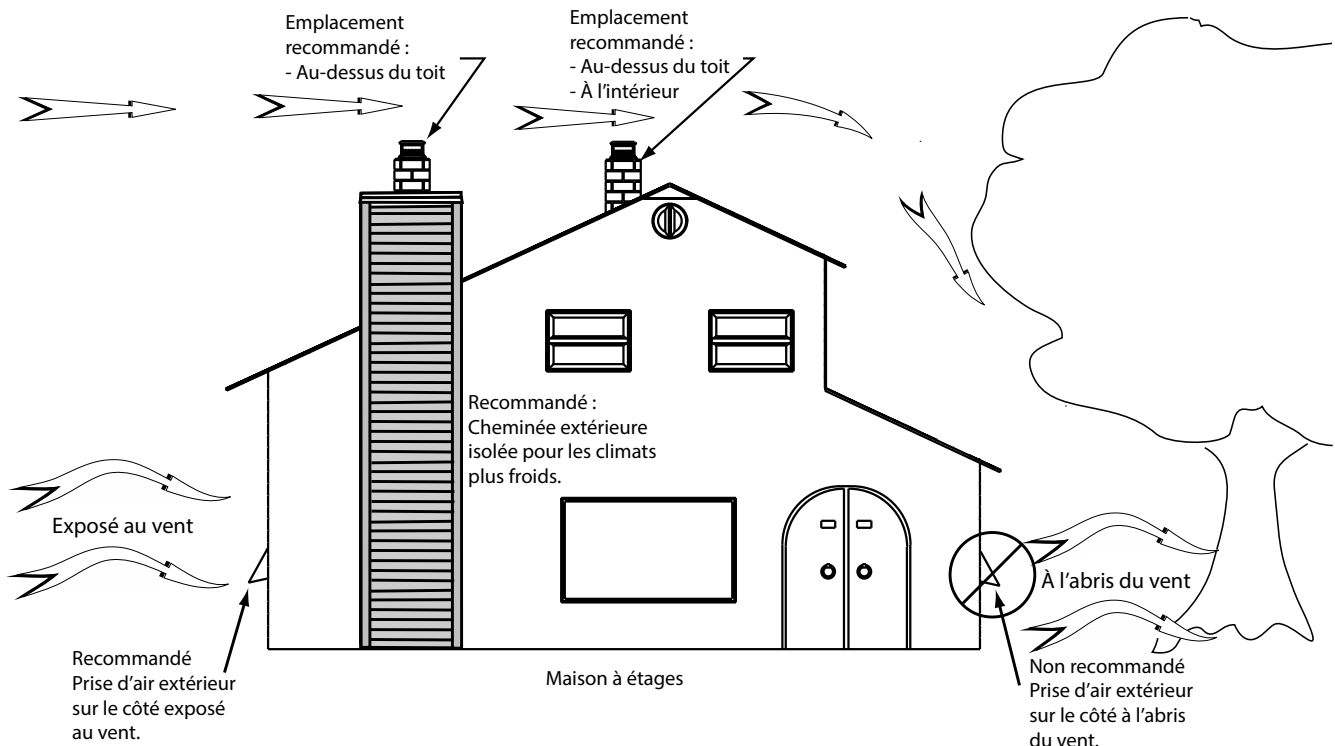 Emplacement
recommandé :
- Au-dessus du toit
Emplacement
recommandé :
- Au-dessus du toit
- À l'intérieur
Recommandé :
Cheminée extérieure
isolée pour les climats
plus froids.
Exposé au vent
À l'abris du vent
Recommandé
Prise d'air extérieur
sur le côté exposé
au vent.
Maison à étages
Non recommandé
Prise d'air extérieur
sur le côté à l'abris
du vent.